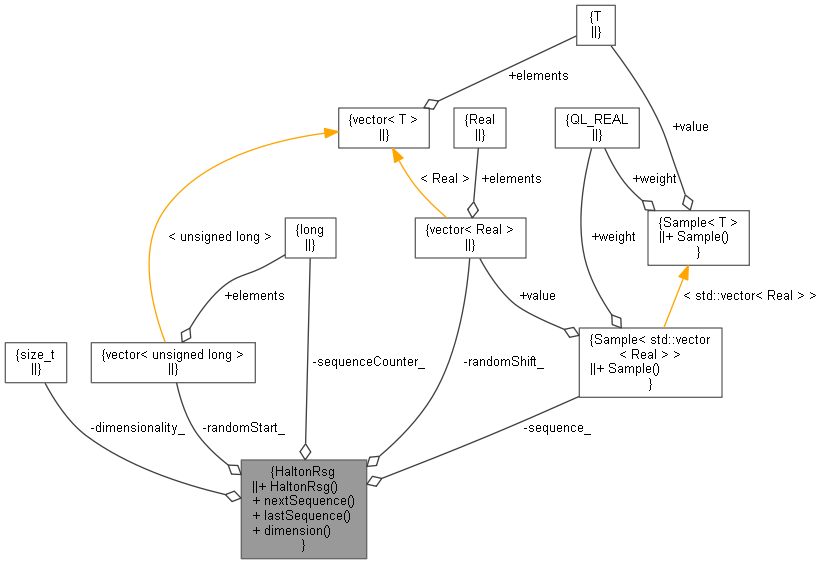 {T
||}
+elements
{vector< T >
||}
{Real
||}
{QL_REAL
||}
+value
< Real >
+elements
+weight
{long
||}
{vector< Real >
||}
{Sample< T >
||+ Sample()
}
< unsigned long >
+weight
+elements
+value
< std::vector< Real > >
{size_t
||}
{vector< unsigned long >
||}
-sequenceCounter_
-randomShift_
{Sample< std::vector
< Real > >
||+ Sample()
}
-dimensionality_
-randomStart_
-sequence_
{HaltonRsg
||+ HaltonRsg()
+ nextSequence()
+ lastSequence()
+ dimension()
}